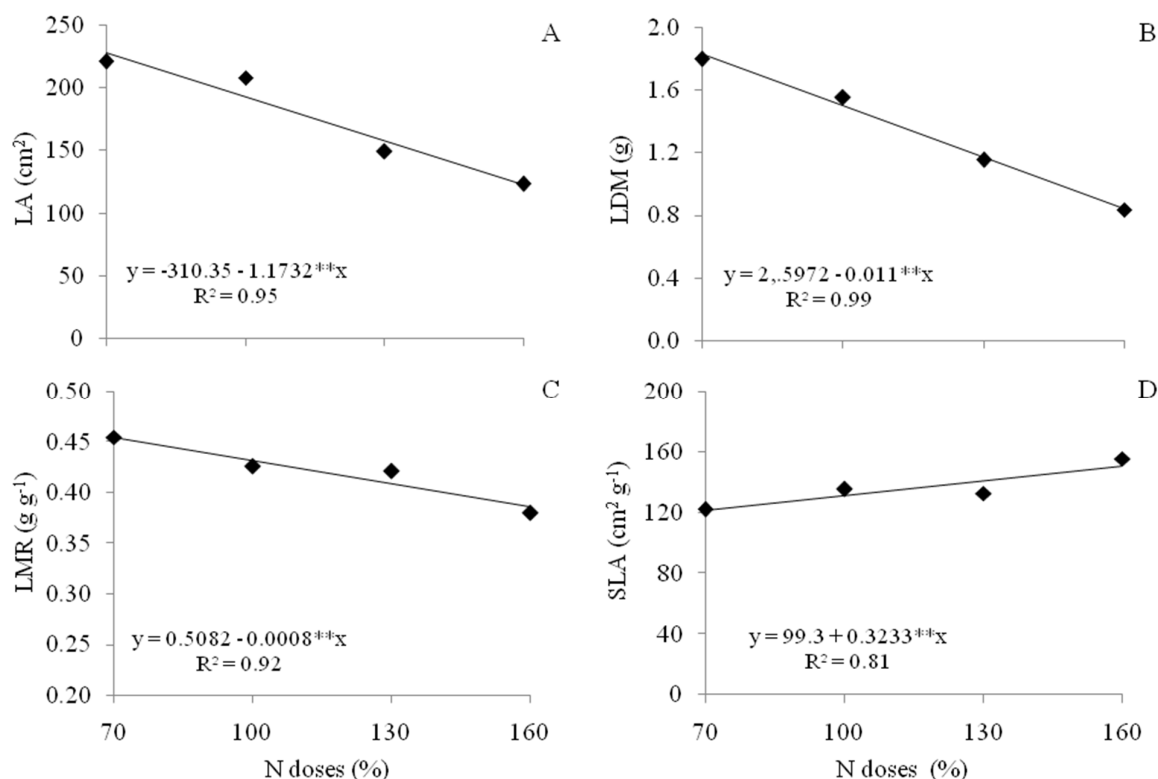 A
250
200
150
100
50
0
LA (cm²)
y = -310.35 - 1.1732**x
R² = 0.95
B
2.0
1.6
1.2
0.8
0.4
0.0
LDM (g)
y = 2,.5972 - 0.011**x
R² = 0.99
C
0.50
0.45
0.40
0.35
0.30
0.25
0.20
LMR (g g⁻¹)
y = 0.5082 - 0.0008**x
R² = 0.92
70 100 130 160
N doses (%)
D
200
160
120
80
40
0
SLA (cm² g⁻¹)
y = 99.3 + 0.3233**x
R² = 0.81
70 100 130 160
N doses (%)